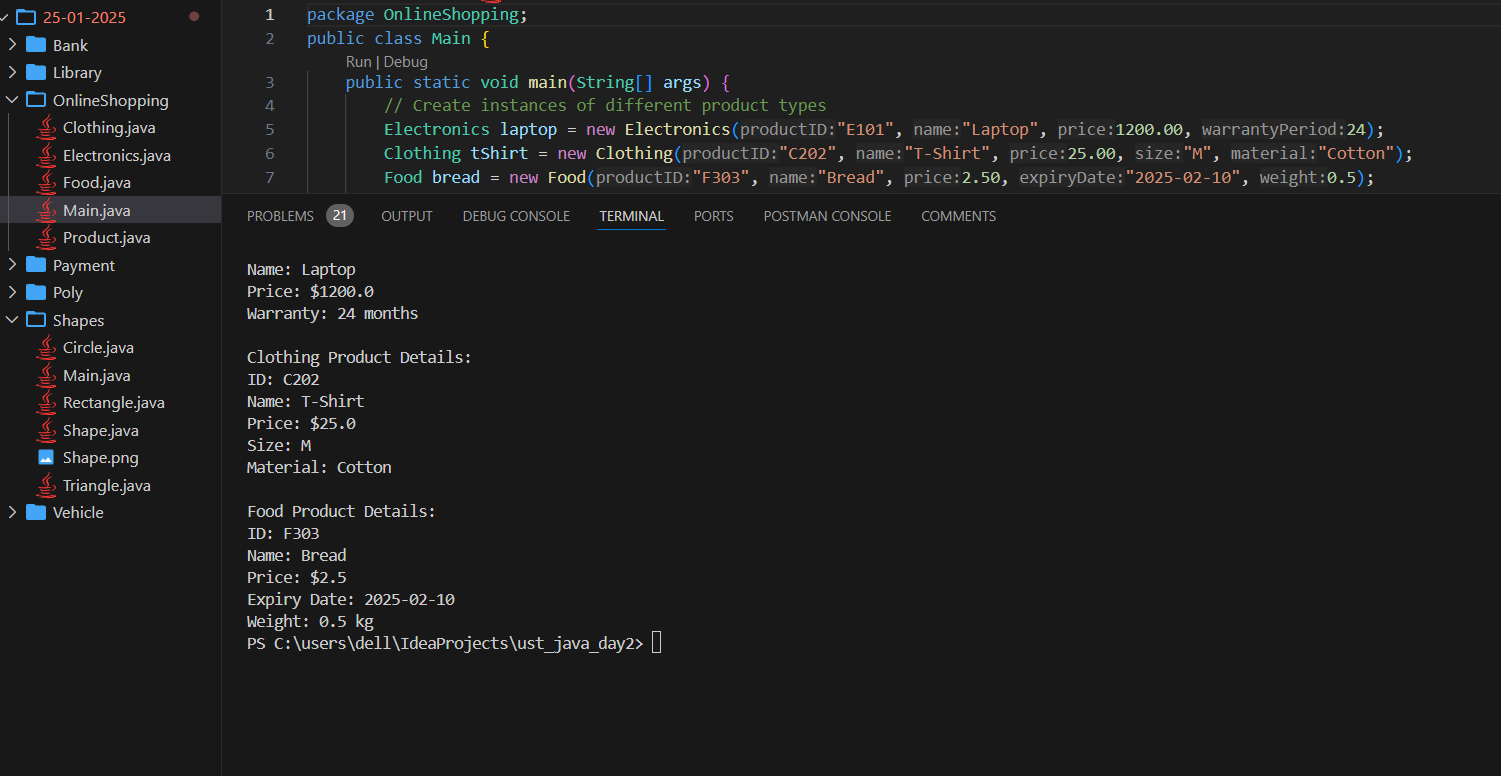 25-01-2025
Bank
Library
OnlineShopping
Clothing.java
Electronics.java
Food.java
Main.java
Product.java
Payment
Poly
Shapes
Circle.java
Main.java
Rectangle.java
Shape.java
Shape.png
Triangle.java
Vehicle
1 package OnlineShopping;
2 public class Main {
Run | Debug
3 public static void main(String[] args) {
4 // Create instances of different product types
5 Electronics laptop = new Electronics(productID:"E101", name:"Laptop", price:1200.00, warrantyPeriod:24);
6 Clothing tShirt = new Clothing(productID:"C202", name:"T-Shirt", price:25.00, size:"M", material:"Cotton");
7 Food bread = new Food(productID:"F303", name:"Bread", price:2.50, expiryDate:"2025-02-10", weight:0.5);
PROBLEMS 21 OUTPUT DEBUG CONSOLE TERMINAL PORTS POSTMAN CONSOLE COMMENTS
Name: Laptop
Price: $1200.0
Warranty: 24 months
Clothing Product Details:
ID: C202
Name: T-Shirt
Price: $25.0
Size: M
Material: Cotton
Food Product Details:
ID: F303
Name: Bread
Price: $2.5
Expiry Date: 2025-02-10
Weight: 0.5 kg
PS C:\users\dell\IdeaProjects\ust_java_day2>